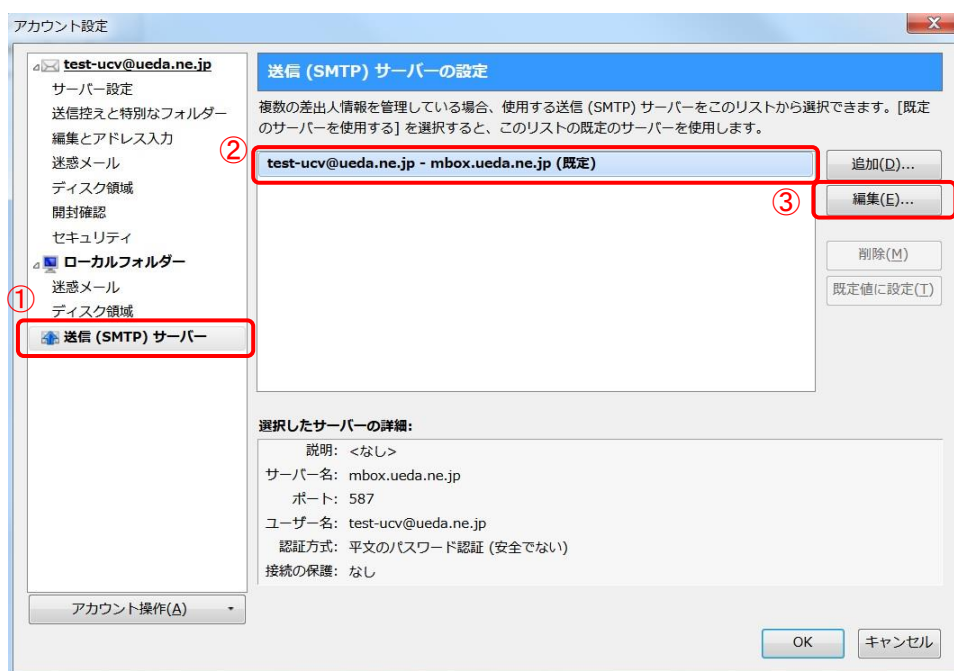 アカウント設定
test-ucv@ueda.ne.jp
サーバー設定
送信控えと特別なフォルダー
編集とアドレス入力
迷惑メール
ディスク領域
開封確認
セキュリティ
ローカルフォルダー
迷惑メール
①
ディスク領域
送信 (SMTP) サーバー
アカウント操作(A)
送信 (SMTP) サーバーの設定
複数の差出人情報を管理している場合、使用する送信 (SMTP) サーバーをこのリストから選択できます。[既定
のサーバーを使用する] を選択すると、このリストの既定のサーバーを使用します。
②
test-ucv@ueda.ne.jp - mbox.ueda.ne.jp (既定)
追加(D)...
③
編集(E)...
削除(M)
既定値に設定(T)
選択したサーバーの詳細:
説明: <なし>
サーバー名: mbox.ueda.ne.jp
ポート: 587
ユーザー名: test-ucv@ueda.ne.jp
認証方式: 平文のパスワード認証 (安全でない)
接続の保護: なし
OK
キャンセル